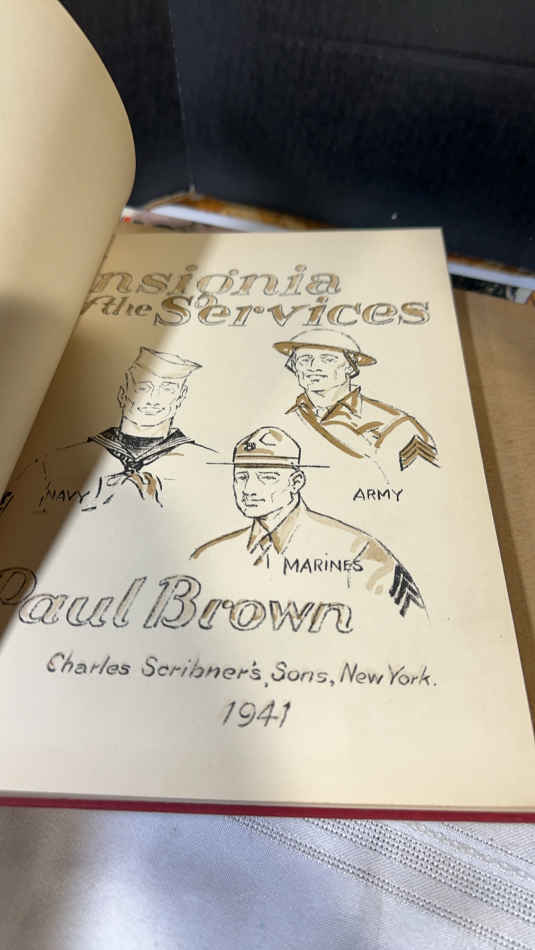 nsignia
the Services
NAVY
ARMY
MARINES
Paul Brown
Charles Scribner's, Sons, New York.
1941